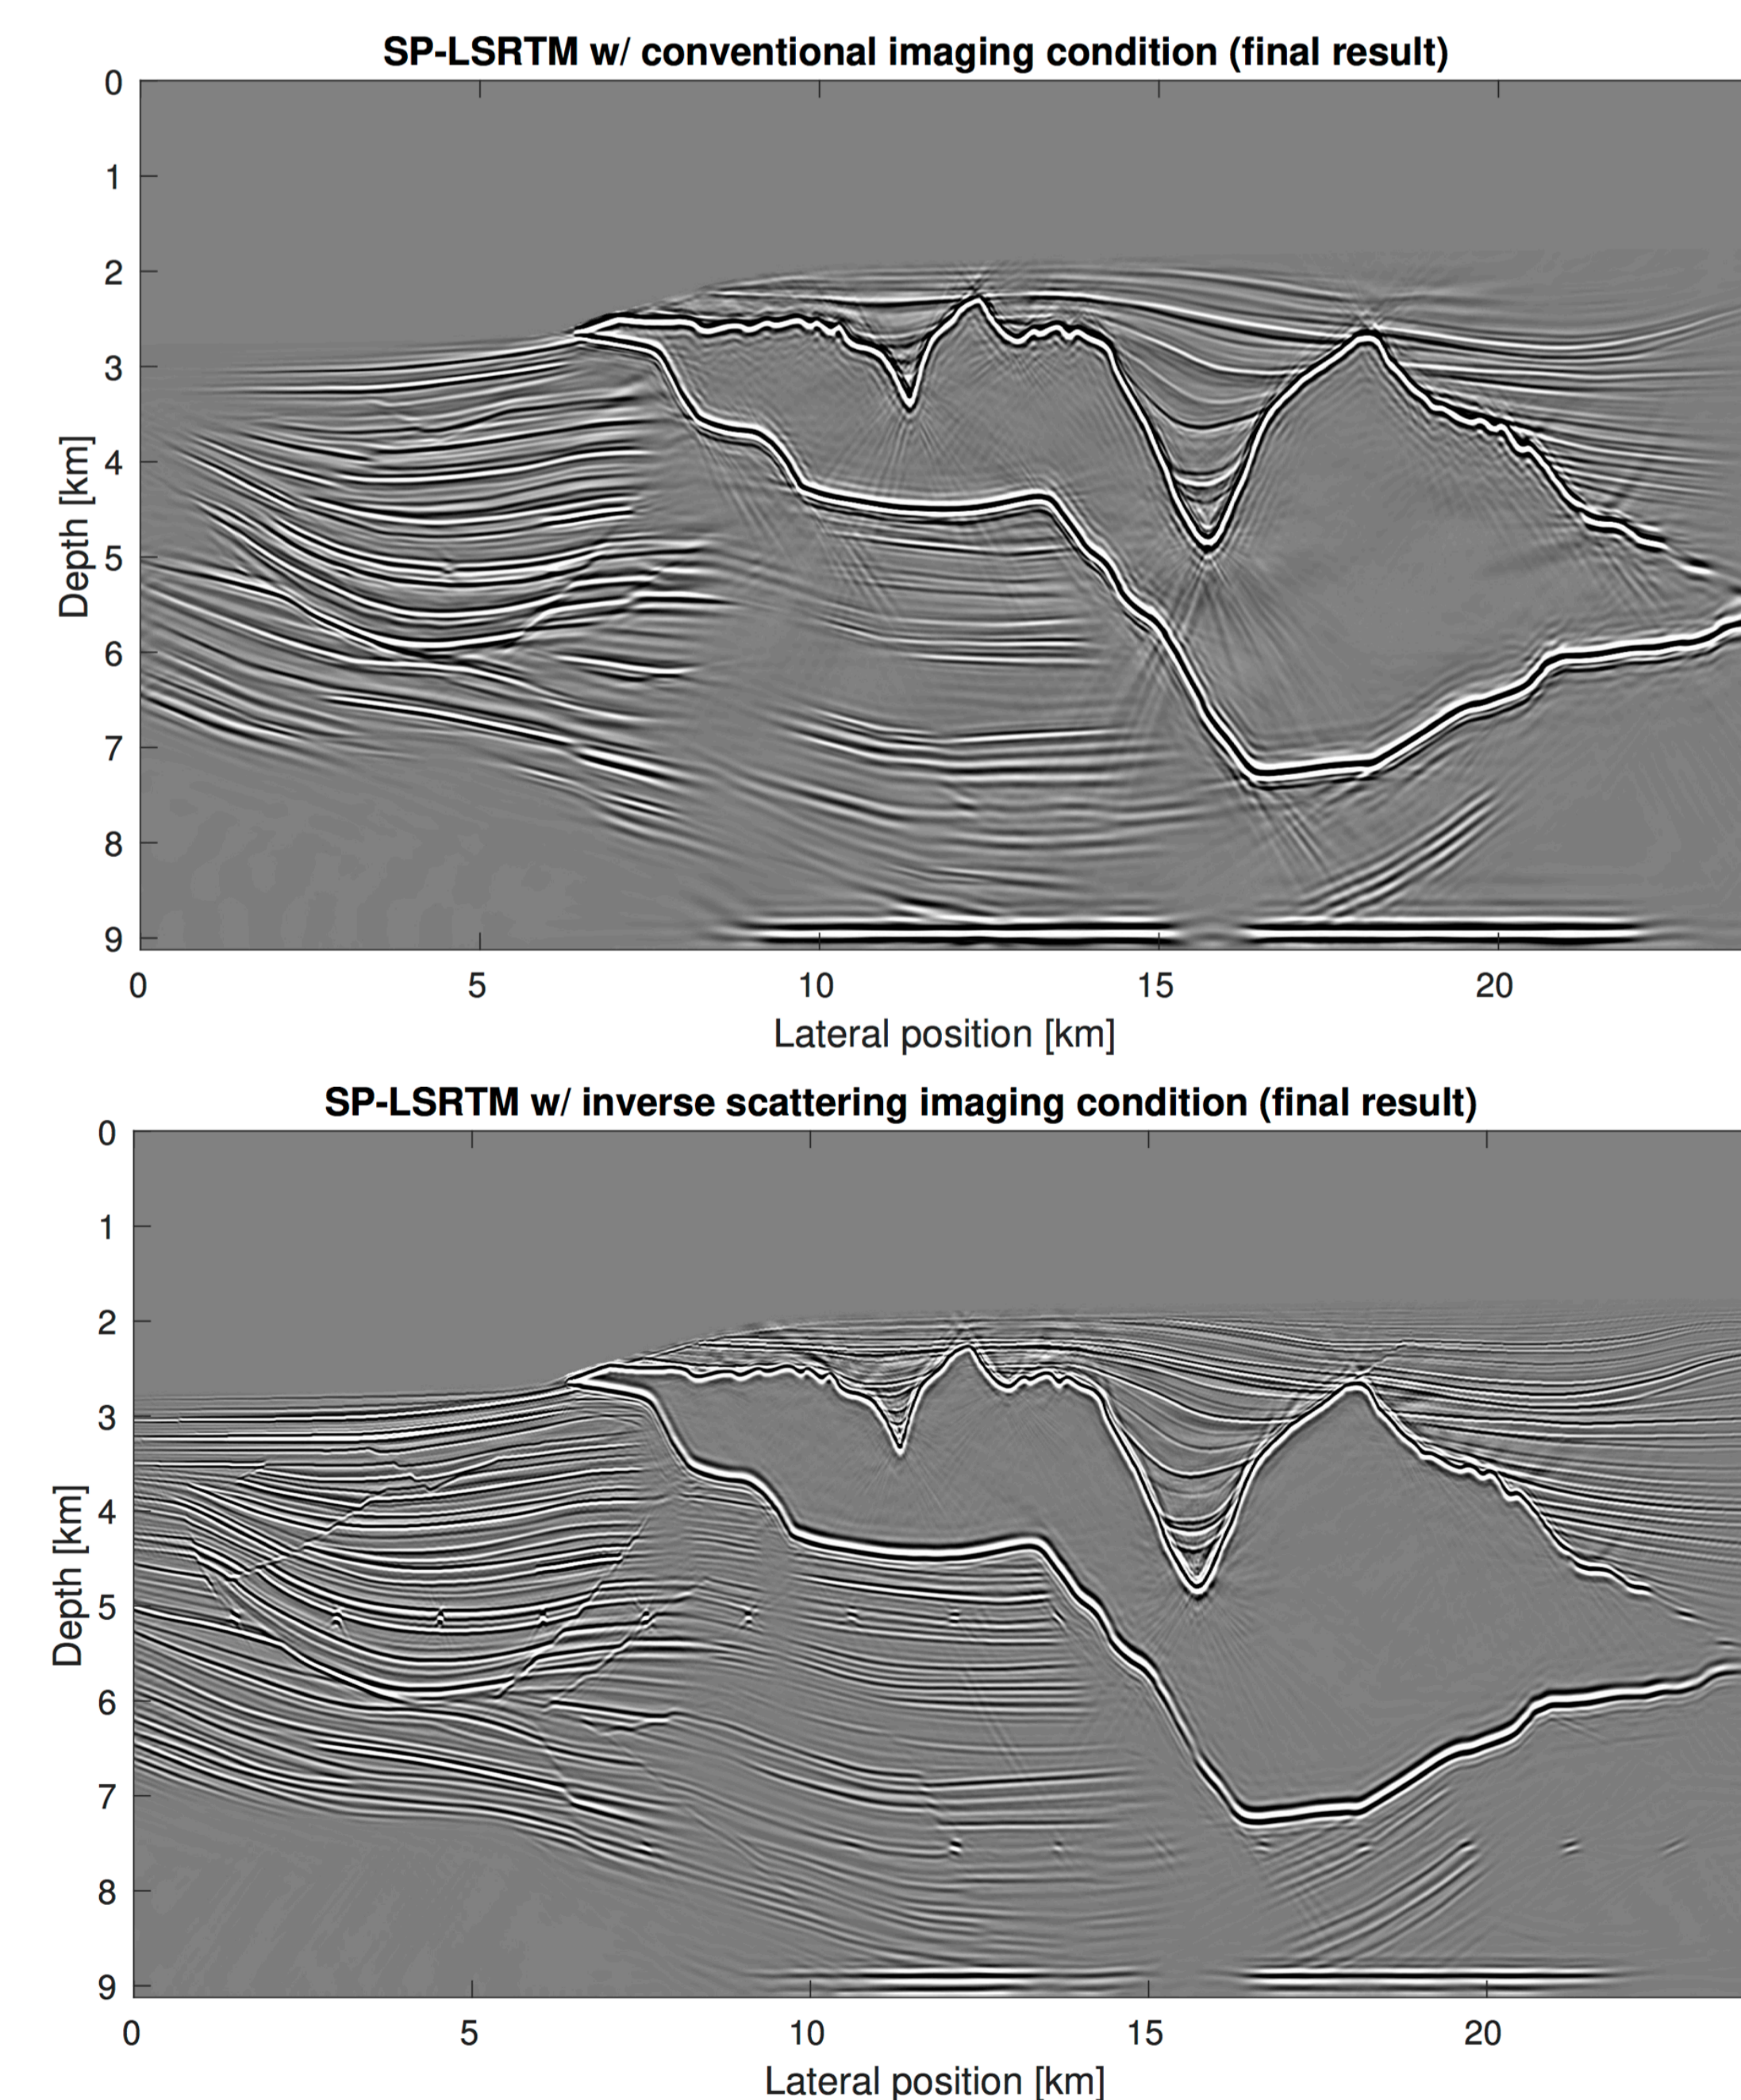 SP-LSRTM w/ conventional imaging condition (final result)
0
1
2
3
4
5
6
7
8
9
Depth [km]
0 5 10 15 20
Lateral position [km]
SP-LSRTM w/ inverse scattering imaging condition (final result)
0
1
2
3
4
5
6
7
8
9
Depth [km]
0 5 10 15 20
Lateral position [km]